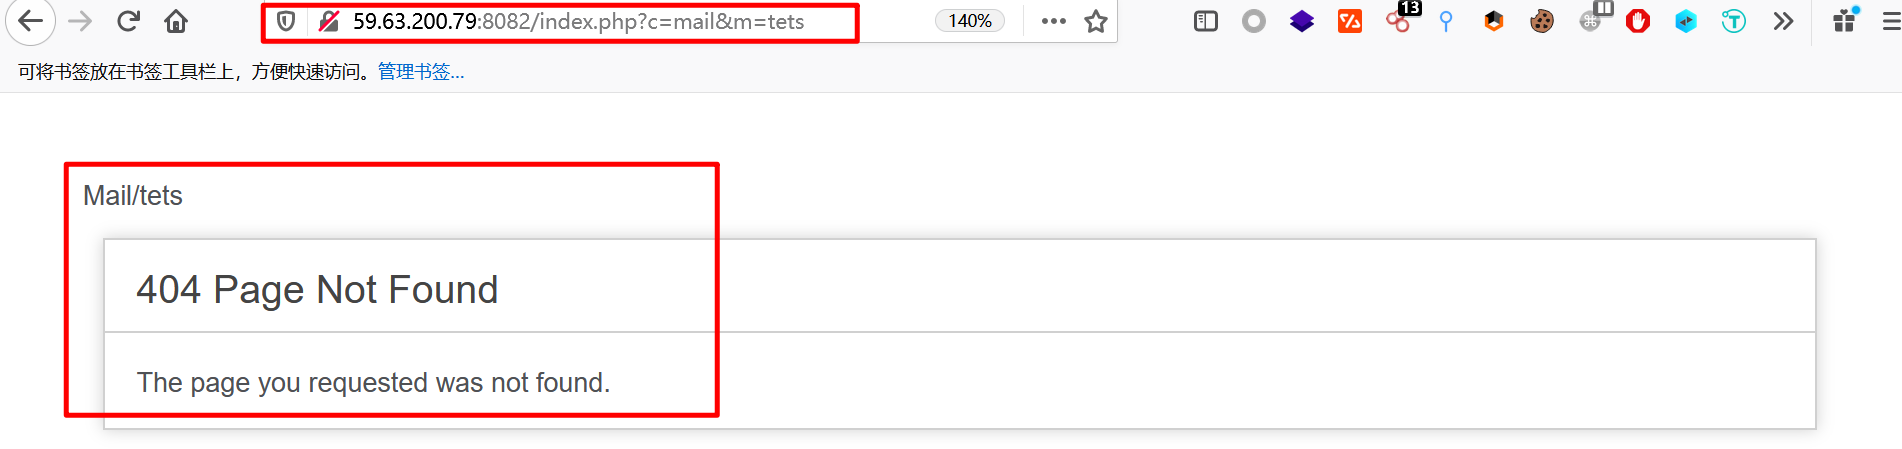 59.63.200.79:8082/index.php?c=mail&m=tets 140% 13
可将书签放在书签工具栏上，方便快速访问。管理书签...
Mail/tets
404 Page Not Found
The page you requested was not found.